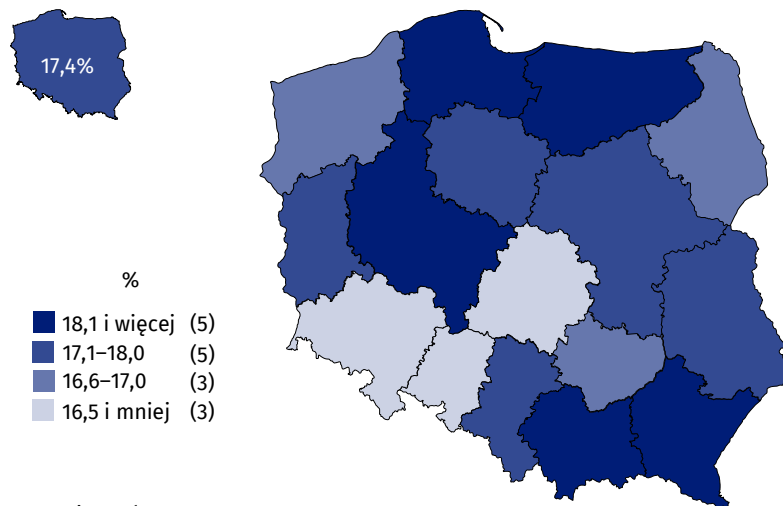 17,4%
%
18,1 i więcej (5)
17,1–18,0 (5)
16,6–17,0 (3)
16,5 i mniej (3)